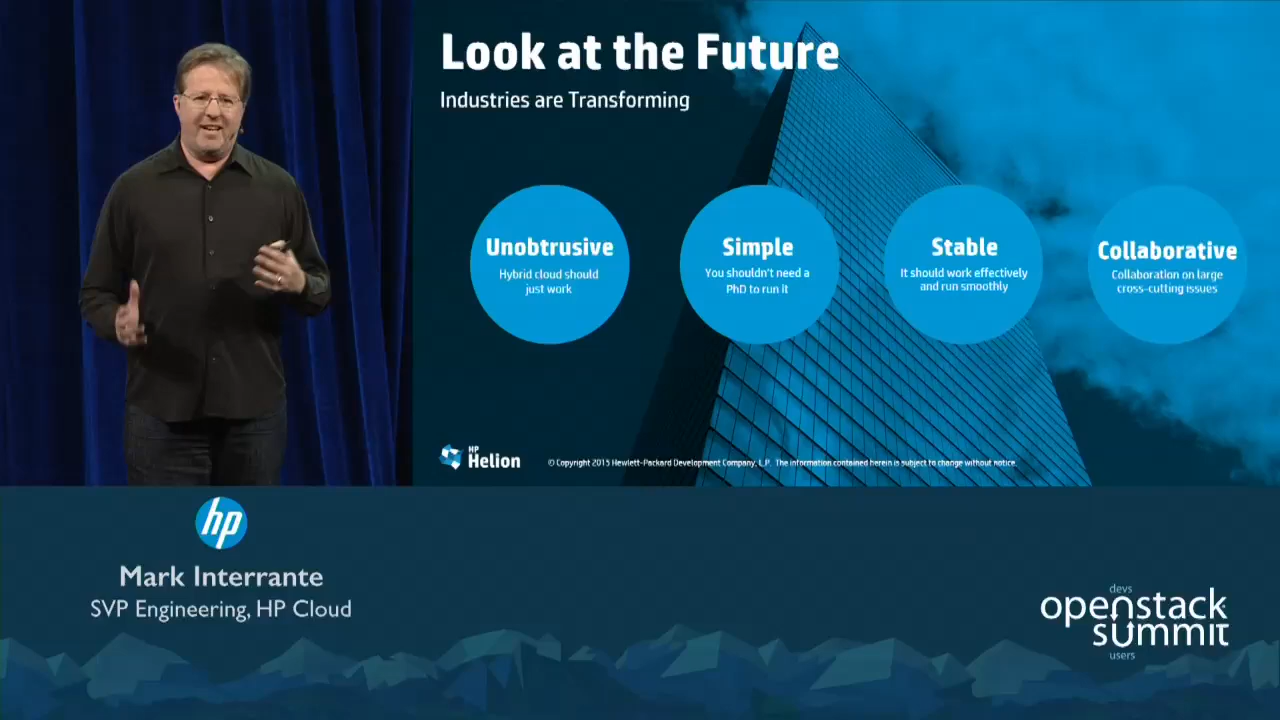 Look at the Future
Industries are Transforming
Unobtrusive
Hybrid cloud should
just work
Simple
You shouldn't need a
PhD to run it
Stable
It should work effectively
and run smoothly
Collaborative
Collaboration on large
cross-cutting issues
HP
Helion
© Copyright 2015 Hewlett-Packard Development Company, L.P. The information contained herein is subject to change without notice.
hp
Mark Interrante
SVP Engineering, HP Cloud
devs
openstack
summit
users